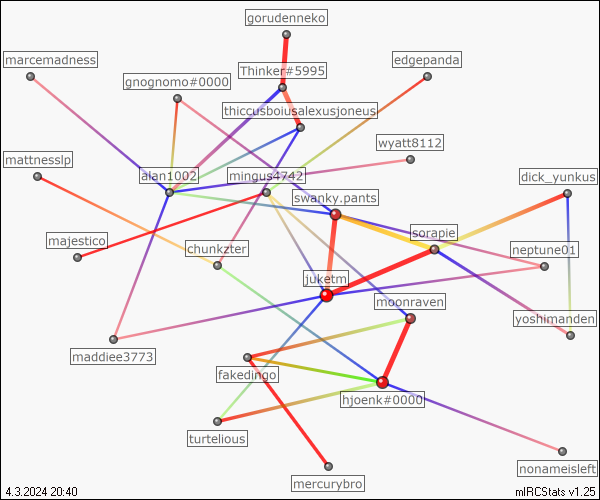 gorudenneko
marcemadness
edgepanda
Thinker#5995
gnognomo#0000
thiccusboiusalexusjoneus
wyatt8112
mattnesslp
alan1002
mingus4742
dick_yunkus
swanky.pants
sorapie
majestico
chunkzter
neptune01
juketm
moonraven
yoshimanden
maddiee3773
fakedingo
hjoenk#0000
turtelious
nonameisleft
mercurybro
4.3.2024 20:40
mIRCStats v1.25